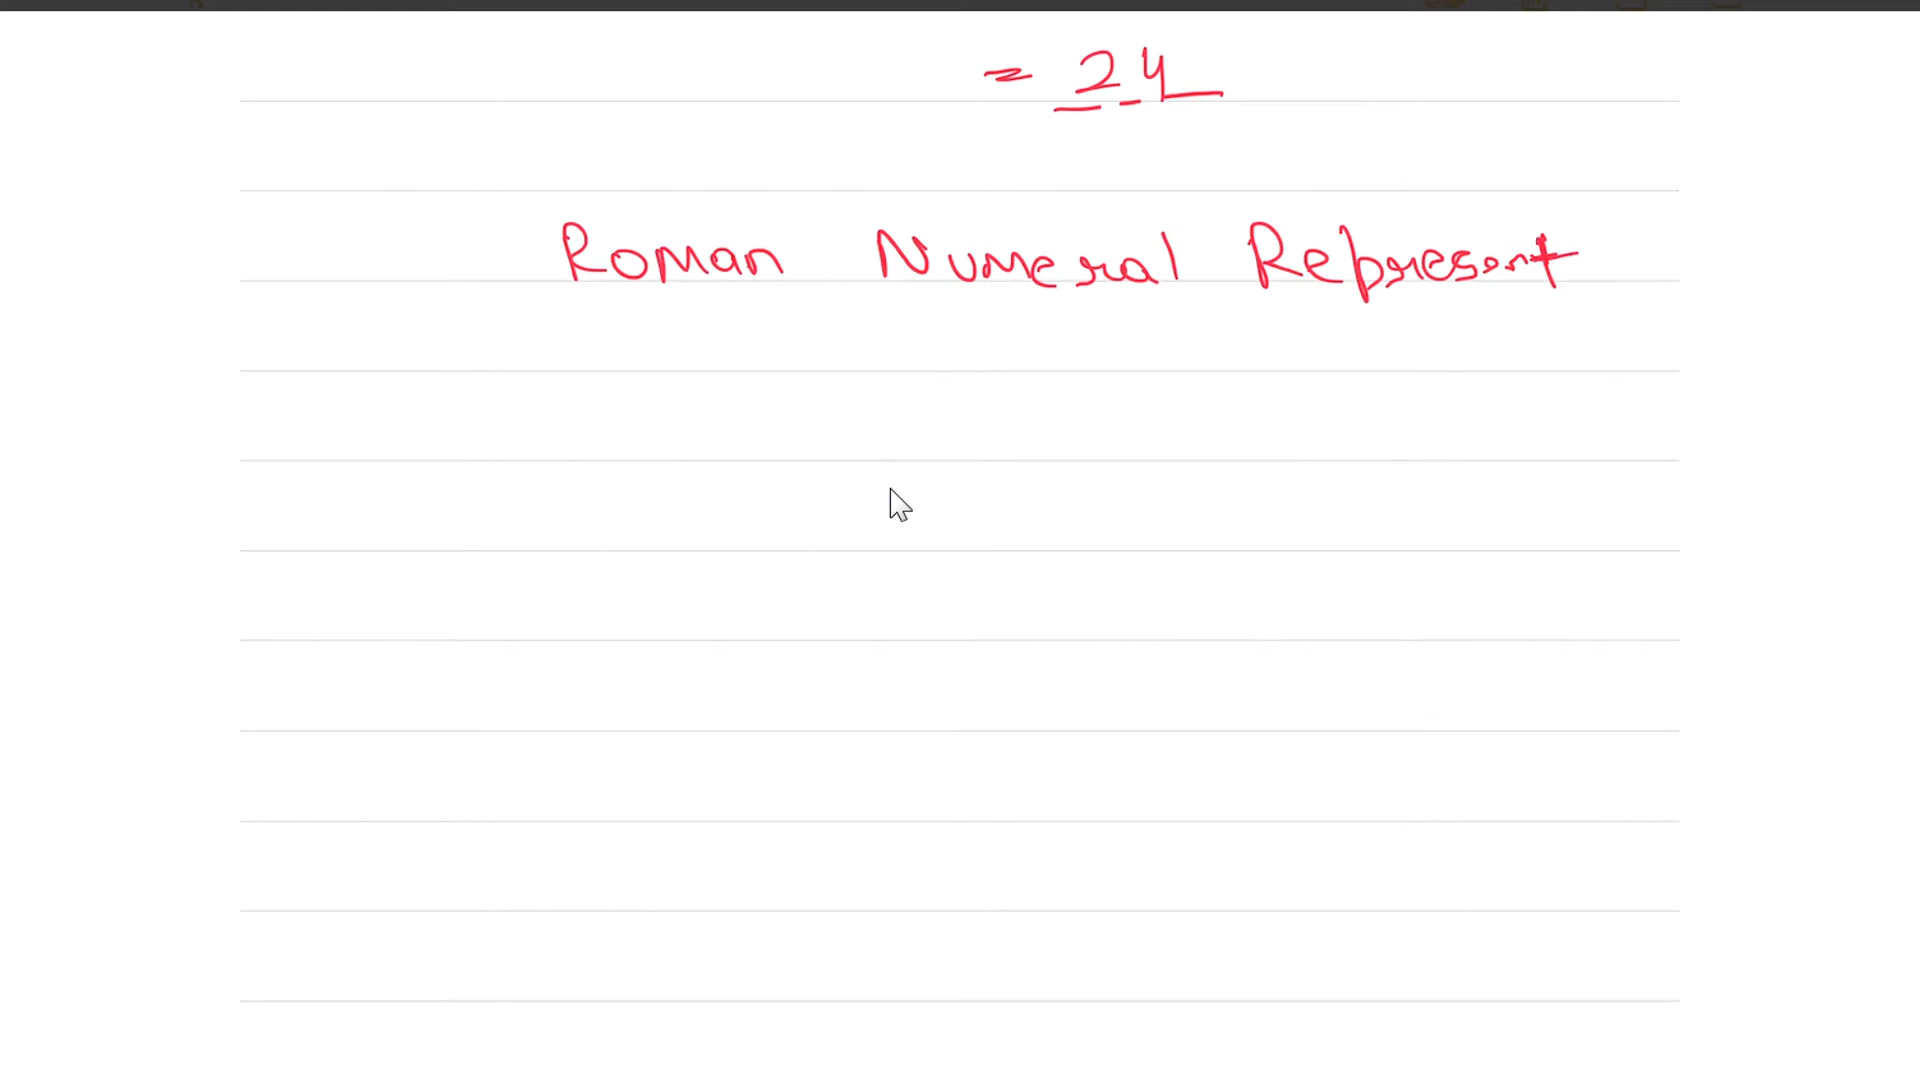 = 24
Roman Numeral Represent